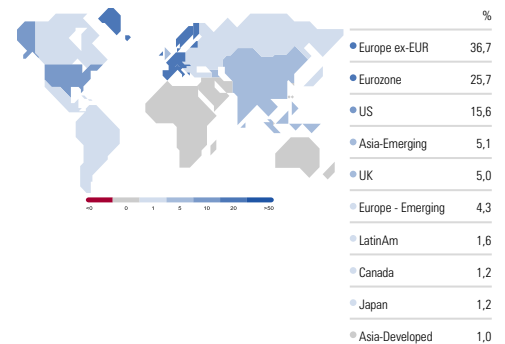 %
Europe ex-EUR 36,7
Eurozone 25,7
US 15,6
Asia-Emerging 5,1
UK 5,0
Europe - Emerging 4,3
LatinAm 1,6
Canada 1,2
Japan 1,2
Asia-Developed 1,0
<0 0 1 5 10 20 >50